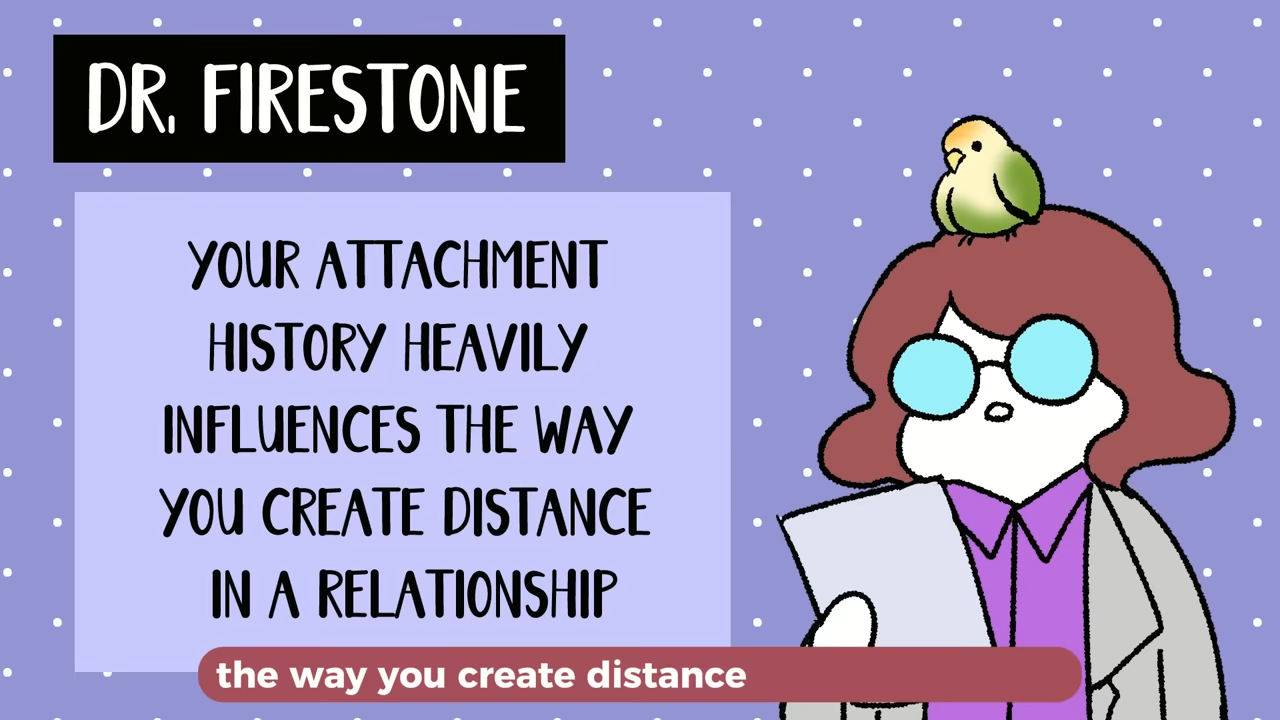 DR. FIRESTONE
YOUR ATTACHMENT
HISTORY HEAVILY
INFLUENCES THE WAY
YOU CREATE DISTANCE
IN A RELATIONSHIP
the way you create distance